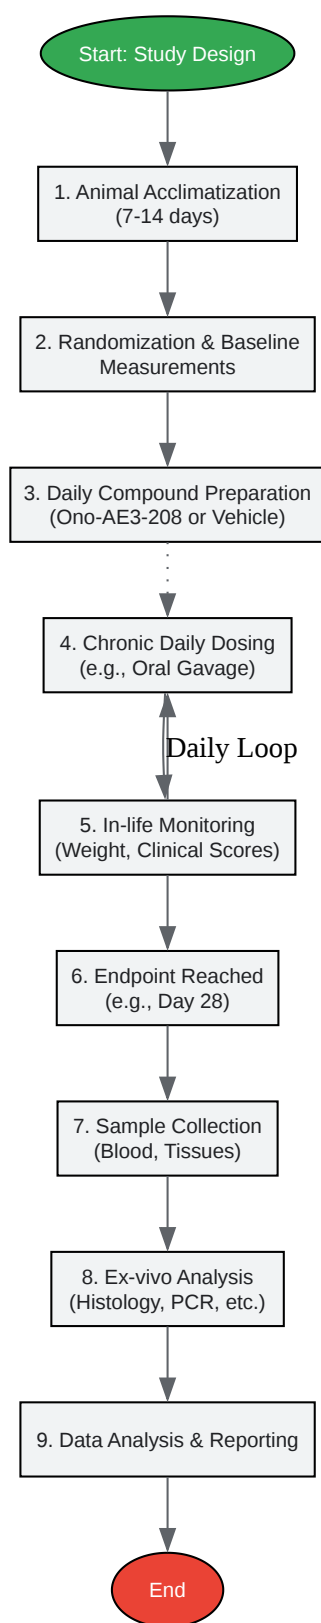 Start: Study Design
1. Animal Acclimatization
(7-14 days)
2. Randomization & Baseline
Measurements
3. Daily Compound Preparation
(Ono-AE3-208 or Vehicle)
4. Chronic Daily Dosing
(e.g., Oral Gavage)
Daily Loop
5. In-life Monitoring
(Weight, Clinical Scores)
6. Endpoint Reached
(e.g., Day 28)
7. Sample Collection
(Blood, Tissues)
8. Ex-vivo Analysis
(Histology, PCR, etc.)
9. Data Analysis & Reporting
End